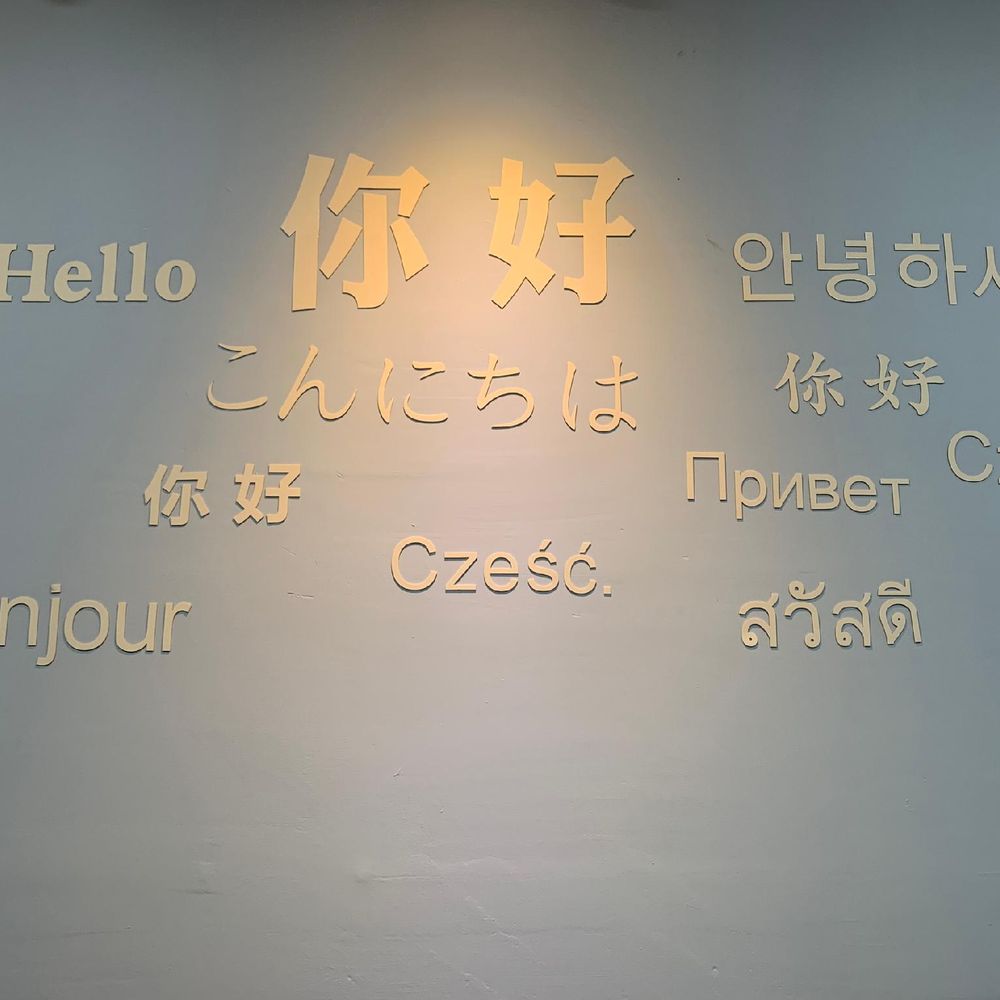 你好
Hello
안녕하
こんにちは
你好
你好
Привет
Cześć.
njour
สวัสดี